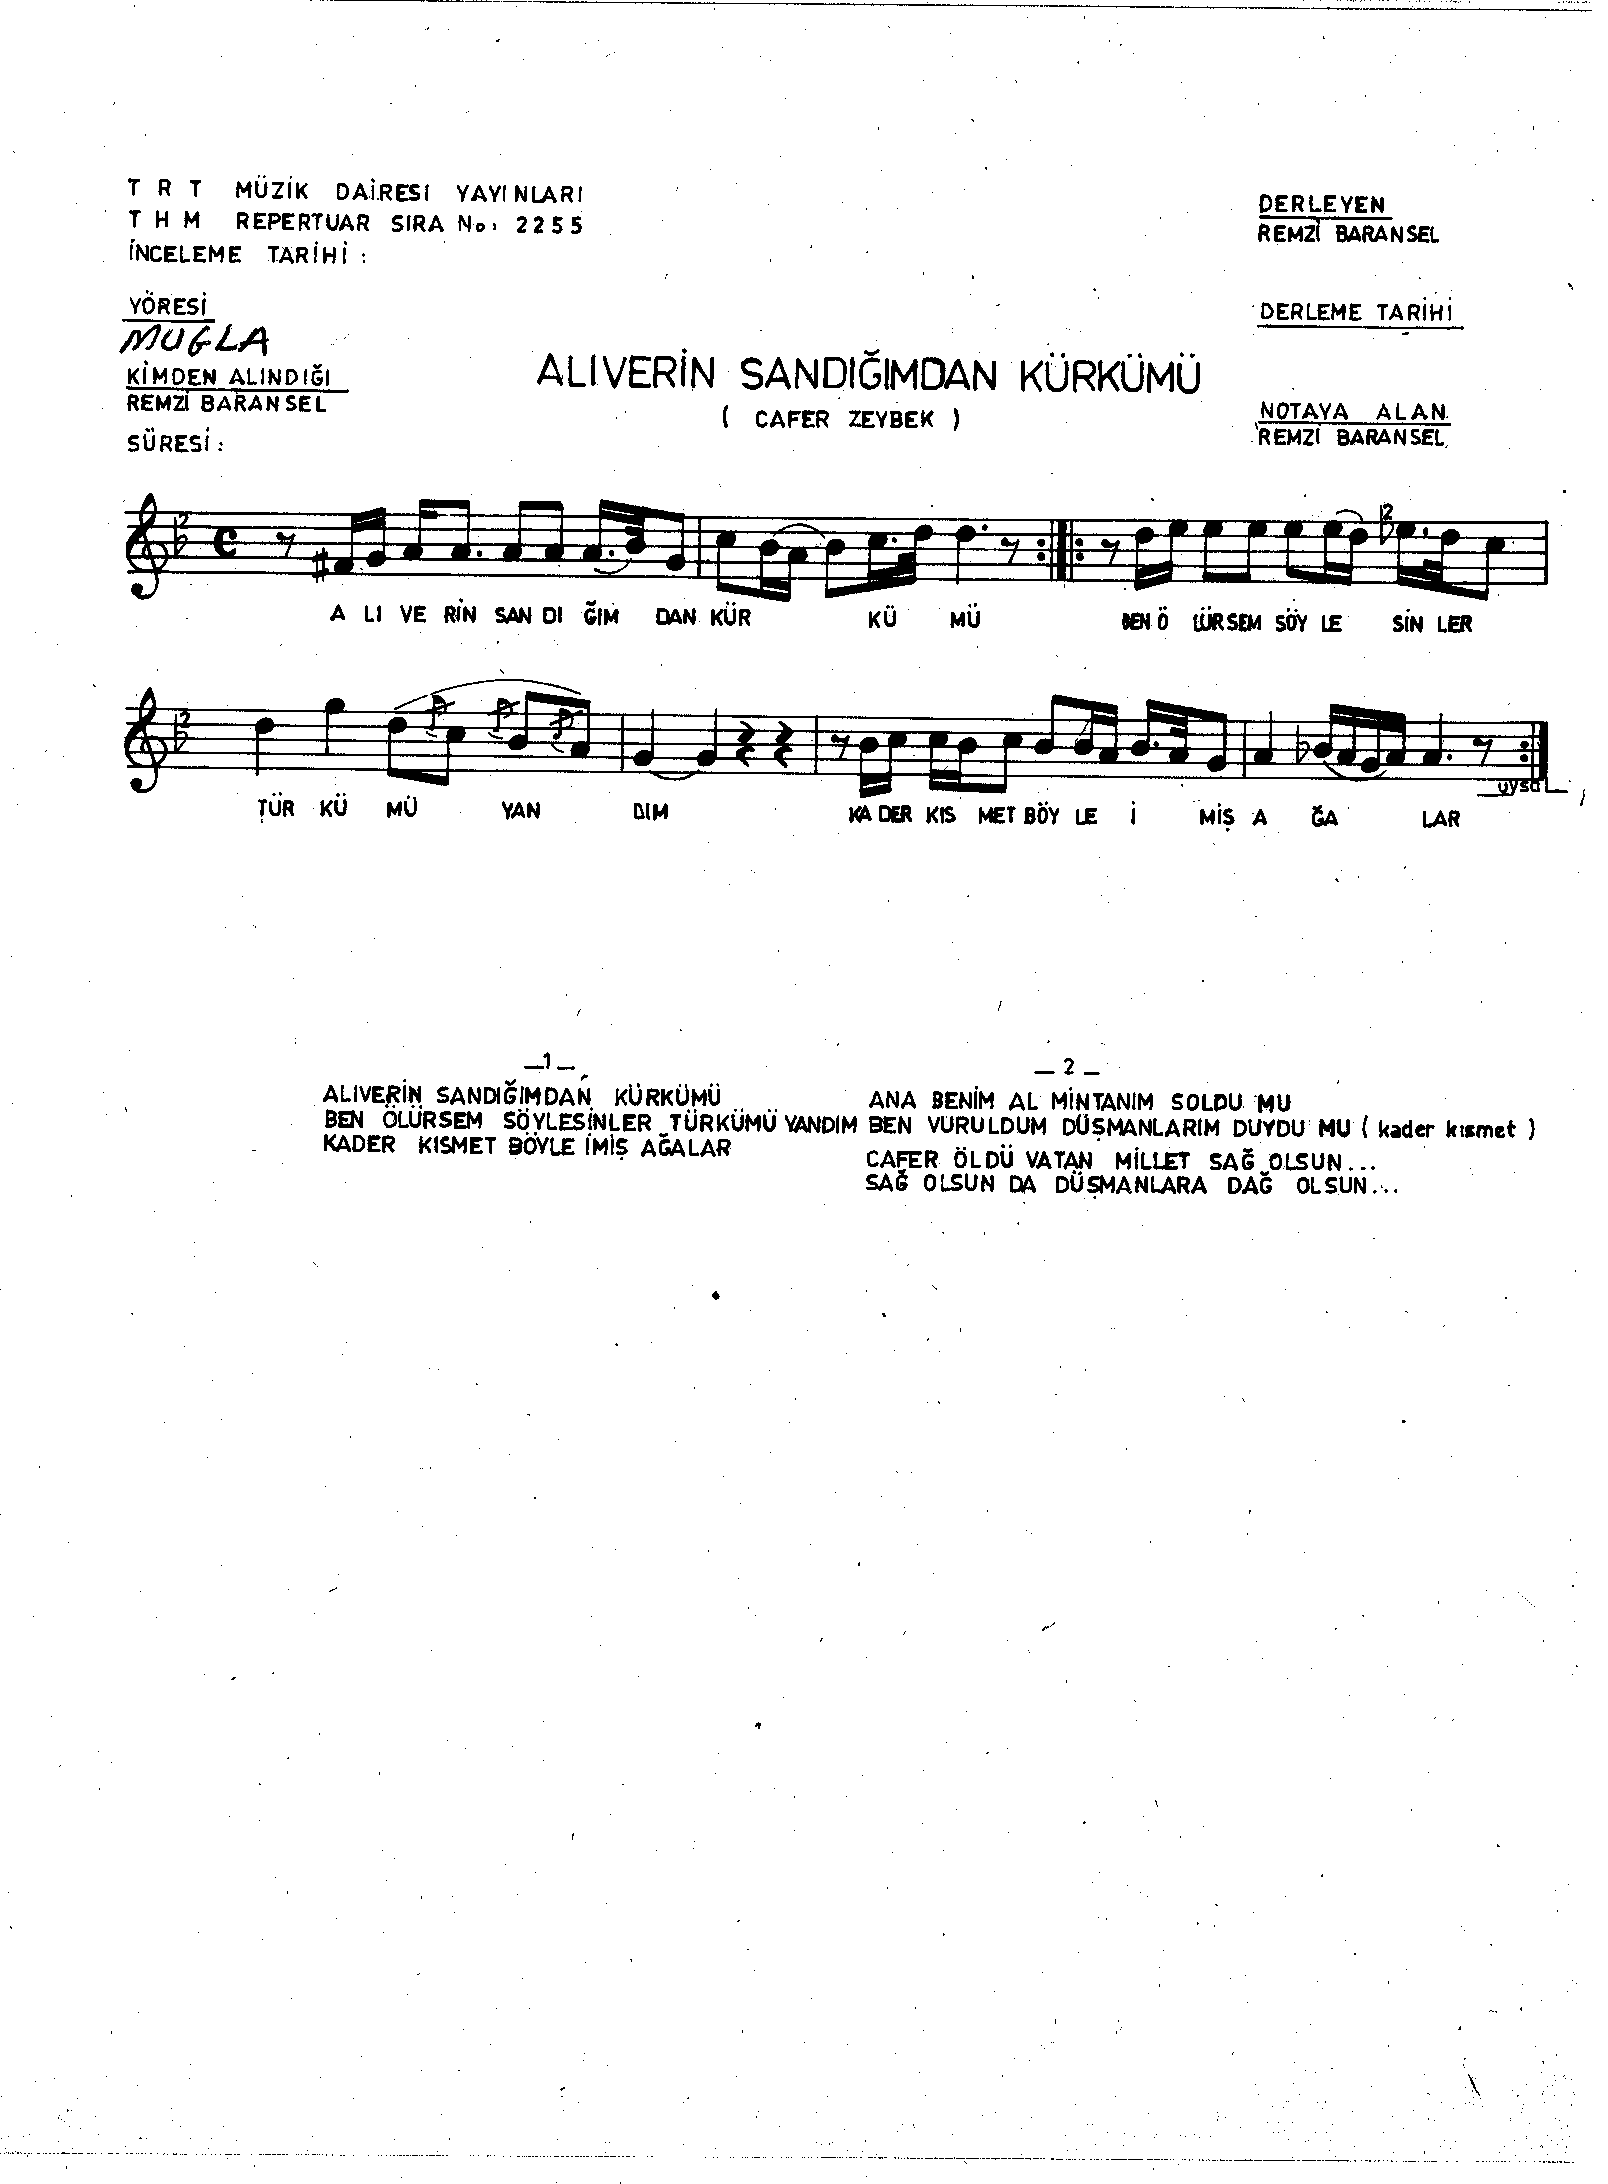 T R T MÜZİK DAİRESİ YAYINLARI
T H M REPERTUAR SIRA No: 2255
İNCELEME TARİHİ :
DERLEYEN
REMZİ BARANSEL
YÖRESİ
MUGLA
KİMDEN ALINDIĞI
REMZİ BARANSEL
SÜRESİ :
DERLEME TARİHİ
ALIVERİN SANDIĞIMDAN KÜRKÜMÜ
( CAFER ZEYBEK )
NOTAYA ALAN
REMZİ BARANSEL
A LI VE RİN SAN DI ĞIM DAN KÜR KÜ MÜ BEN Ö LÜR SEM SÖY LE SİN LER
TÜR KÜ MÜ YAN DIM KA DER KIS MET BÖY LE İ MİŞ A ĞA LAR
uysal
_1_
ALIVERİN SANDIĞIMDAN KÜRKÜMÜ
BEN ÖLÜRSEM SÖYLESİNLER TÜRKÜMÜ YANDIM
KADER KISMET BÖYLE İMİŞ AĞALAR
_ 2 _
ANA BENİM AL MİNTANIM SOLDU MU
BEN VURULDUM DÜŞMANLARIM DUYDU MU ( kader kısmet )
CAFER ÖLDÜ VATAN MİLLET SAĞ OLSUN...
SAĞ OLSUN DA DÜŞMANLARA DAĞ OLSUN...